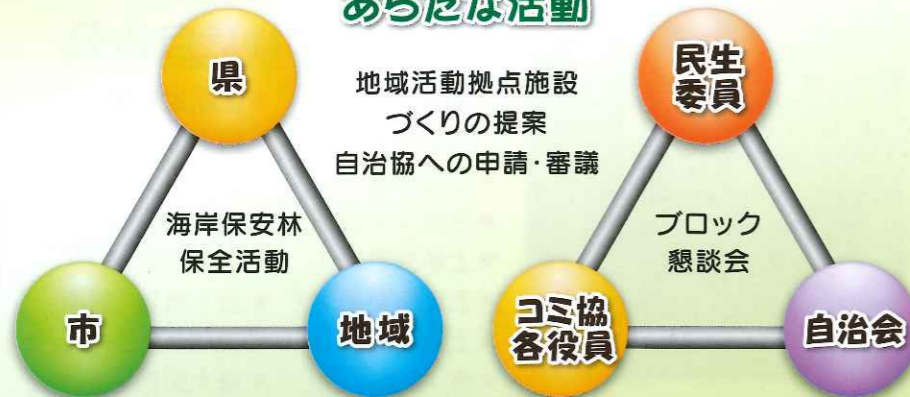 あらたな活動
県
地域活動拠点施設
づくりの提案
自治協への申請・審議
海岸保安林
保全活動
市
地域
民生
委員
ブロック
懇談会
コミ協
各役員
自治会